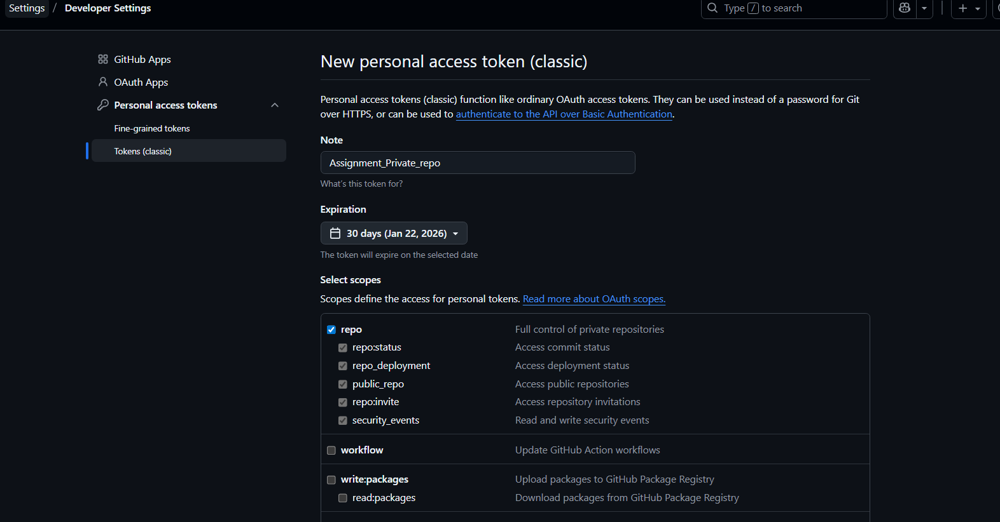 Settings / Developer Settings
Type / to search
GitHub Apps
OAuth Apps
Personal access tokens
Fine-grained tokens
Tokens (classic)
New personal access token (classic)
Personal access tokens (classic) function like ordinary OAuth access tokens. They can be used instead of a password for Git
over HTTPS, or can be used to authenticate to the API over Basic Authentication.
Note
Assignment_Private_repo
What's this token for?
Expiration
30 days (Jan 22, 2026)
The token will expire on the selected date
Select scopes
Scopes define the access for personal tokens. Read more about OAuth scopes.
repo Full control of private repositories
repo:status Access commit status
repo_deployment Access deployment status
public_repo Access public repositories
repo:invite Access repository invitations
security_events Read and write security events
workflow Update GitHub Action workflows
write:packages Upload packages to GitHub Package Registry
read:packages Download packages from GitHub Package Registry